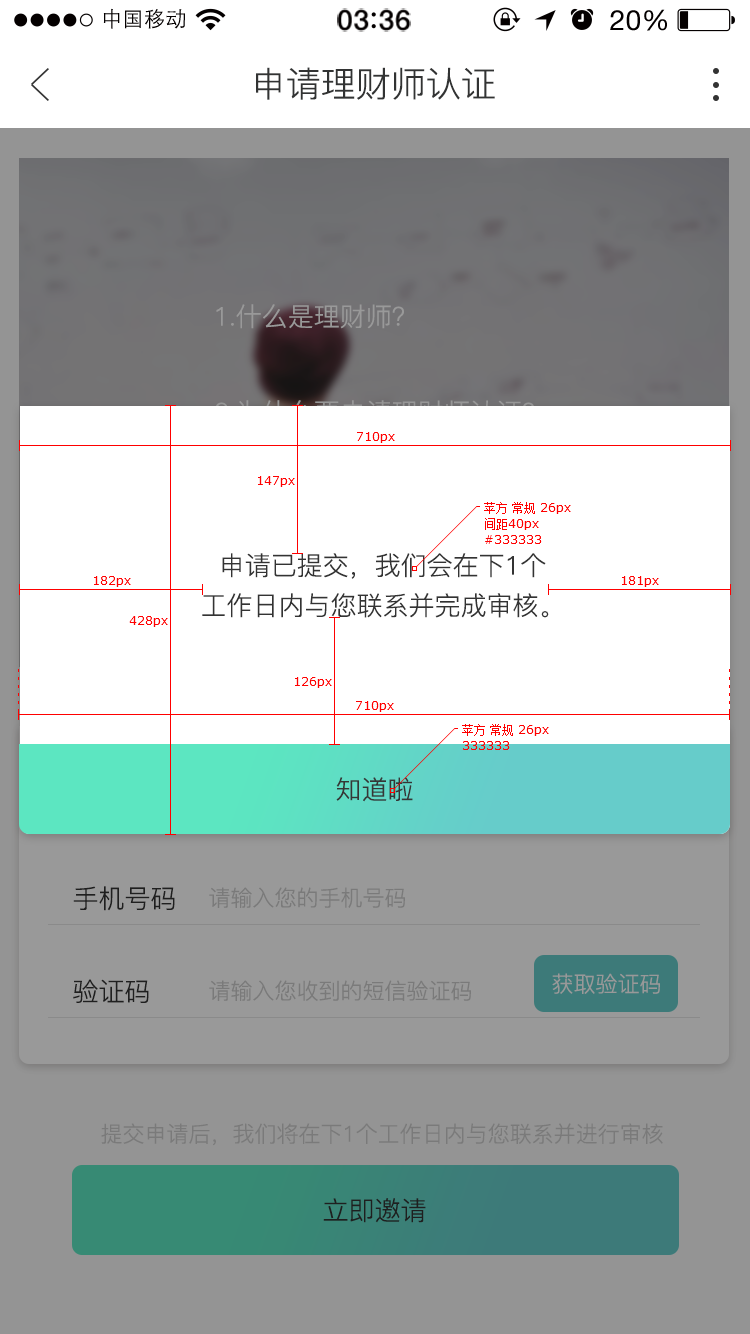 中国移动
03:36
20%
申请理财师认证
1.什么是理财师?
2.为什么要申请理财师认证?
710px
147px
苹方 常规 26px
间距40px
#333333
申请已提交，我们会在下1个
182px
181px
工作日内与您联系并完成审核。
428px
126px
710px
苹方 常规 26px
333333
知道啦
手机号码
请输入您的手机号码
验证码
请输入您收到的短信验证码
获取验证码
提交申请后，我们将在下1个工作日内与您联系并进行审核
立即邀请